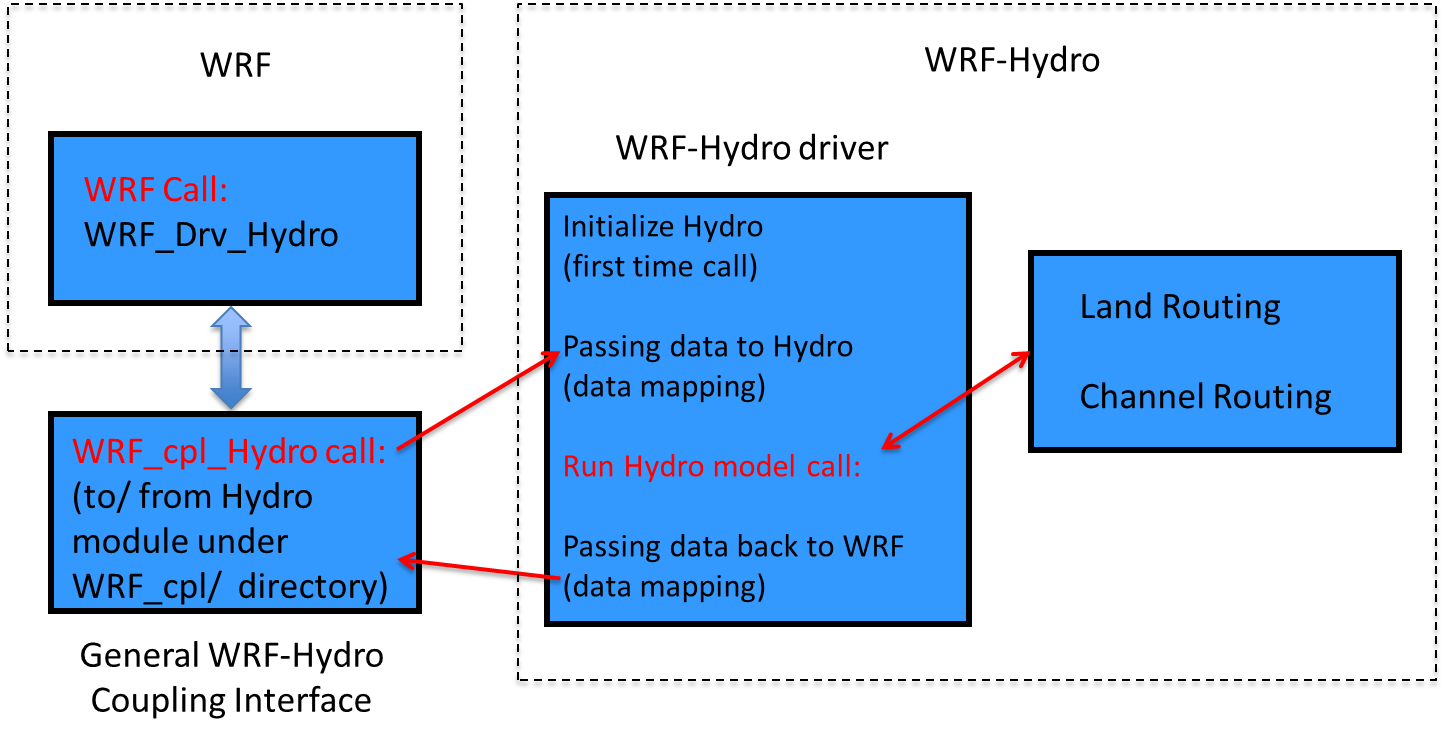 WRF
WRF Call:
WRF_Drv_Hydro
WRF_cpl_Hydro call:
(to/ from Hydro
module under
WRF_cpl/ directory)
General WRF-Hydro
Coupling Interface
WRF-Hydro
WRF-Hydro driver
Initialize Hydro
(first time call)
Passing data to Hydro
(data mapping)
Run Hydro model call:
Passing data back to WRF
(data mapping)
Land Routing
Channel Routing